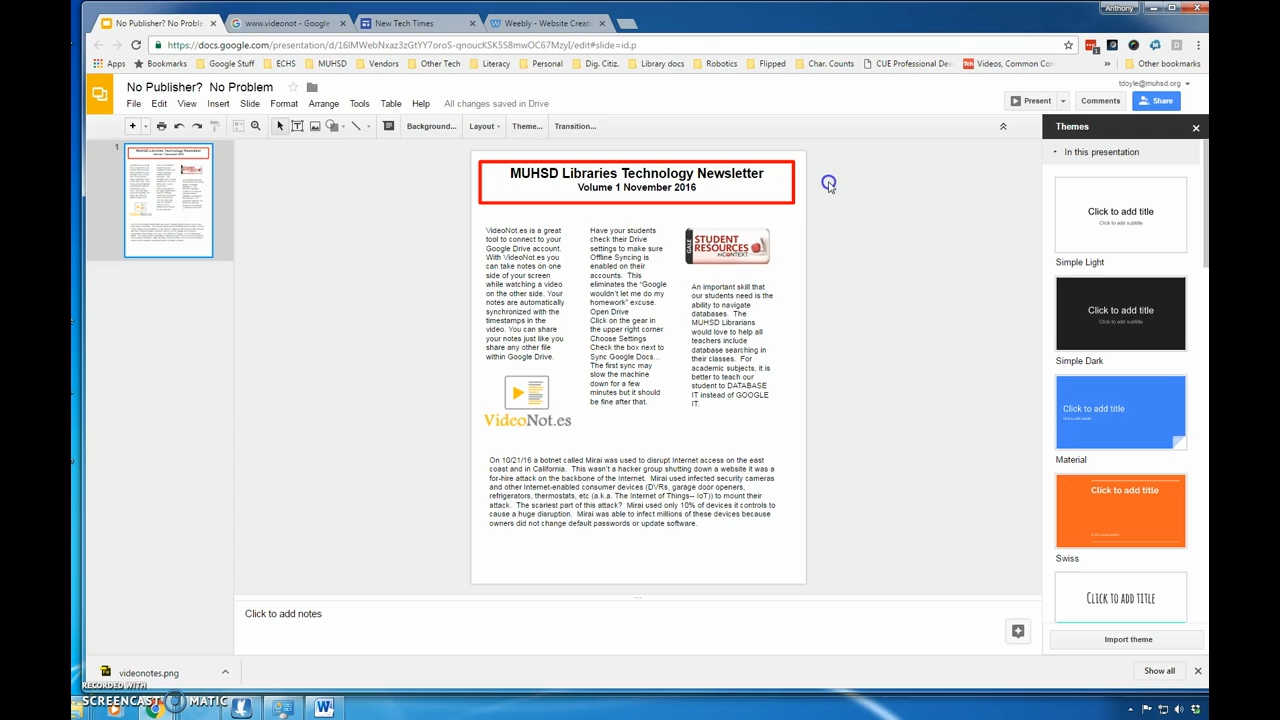 Anthony
No Publisher? No Proble
www.videonot - Google
New Tech Times
Weebly - Website Creati
https://docs.google.com/presentation/d/16lMWebNxaz3zGtYY7oroS-qnoucKSK5S8mwOC67MzyI/edit#slide=id.p
Apps
Bookmarks
Google Stuff
ECHS
MUHSD
Vendors
Other Tech
Literacy
Personal
Dig. Citiz.
Library docs
Robotics
Flipped
Char. Counts
CUE Professional Dev
Videos, Common Cor
Other bookmarks
No Publisher? No Problem
tdoyle@muhsd.org
File Edit View Insert Slide Format Arrange Tools Table Help All changes saved in Drive
Present
Comments
Share
Background...
Layout
Theme...
Transition...
Themes
In this presentation
1
MUHSD Libraries Technology Newsletter
Volume 1 November 2016
VideoNot.es is a great
tool to connect to your
Google Drive account.
With VideoNot.es you
can take notes on one
side of your screen
while watching a video
on the other side. Your
notes are automatically
synchronized with the
timestamps in the
video. You can share
your notes just like you
share any other file
within Google Drive.
VideoNot.es
Have your students
check their Drive
settings to make sure
Offline Syncing is
enabled on their
accounts. This
eliminates the "Google
wouldn't let me do my
homework" excuse.
Open Drive
Click on the gear in
the upper right corner
Choose Settings
Check the box next to
Sync Google Docs...
The first sync may
slow the machine
down for a few
minutes but it should
be fine after that.
GALE
STUDENT
RESOURCES
IN CONTEXT
An important skill that
our students need is the
ability to navigate
databases. The
MUHSD Librarians
would love to help all
teachers include
database searching in
their classes. For
academic subjects, it is
better to teach our
student to DATABASE
IT instead of GOOGLE
IT.
On 10/21/16 a botnet called Mirai was used to disrupt Internet access on the east
coast and in California. This wasn't a hacker group shutting down a website it was a
for-hire attack on the backbone of the Internet. Mirai used infected security cameras
and other Internet-enabled consumer devices (DVRs, garage door openers,
refrigerators, thermostats, etc (a.k.a. The Internet of Things-- IoT)) to mount their
attack. The scariest part of this attack? Mirai used only 10% of devices it controls to
cause a huge disruption. Mirai was able to infect millions of these devices because
owners did not change default passwords or update software.
Click to add title
Click to add subtitle
Simple Light
Click to add title
Click to add subtitle
Simple Dark
Click to add title
Material
Click to add title
Swiss
Click to add title
Import theme
Click to add notes
videonotes.png
Show all
RECORDED WITH
SCREENCAST MATIC